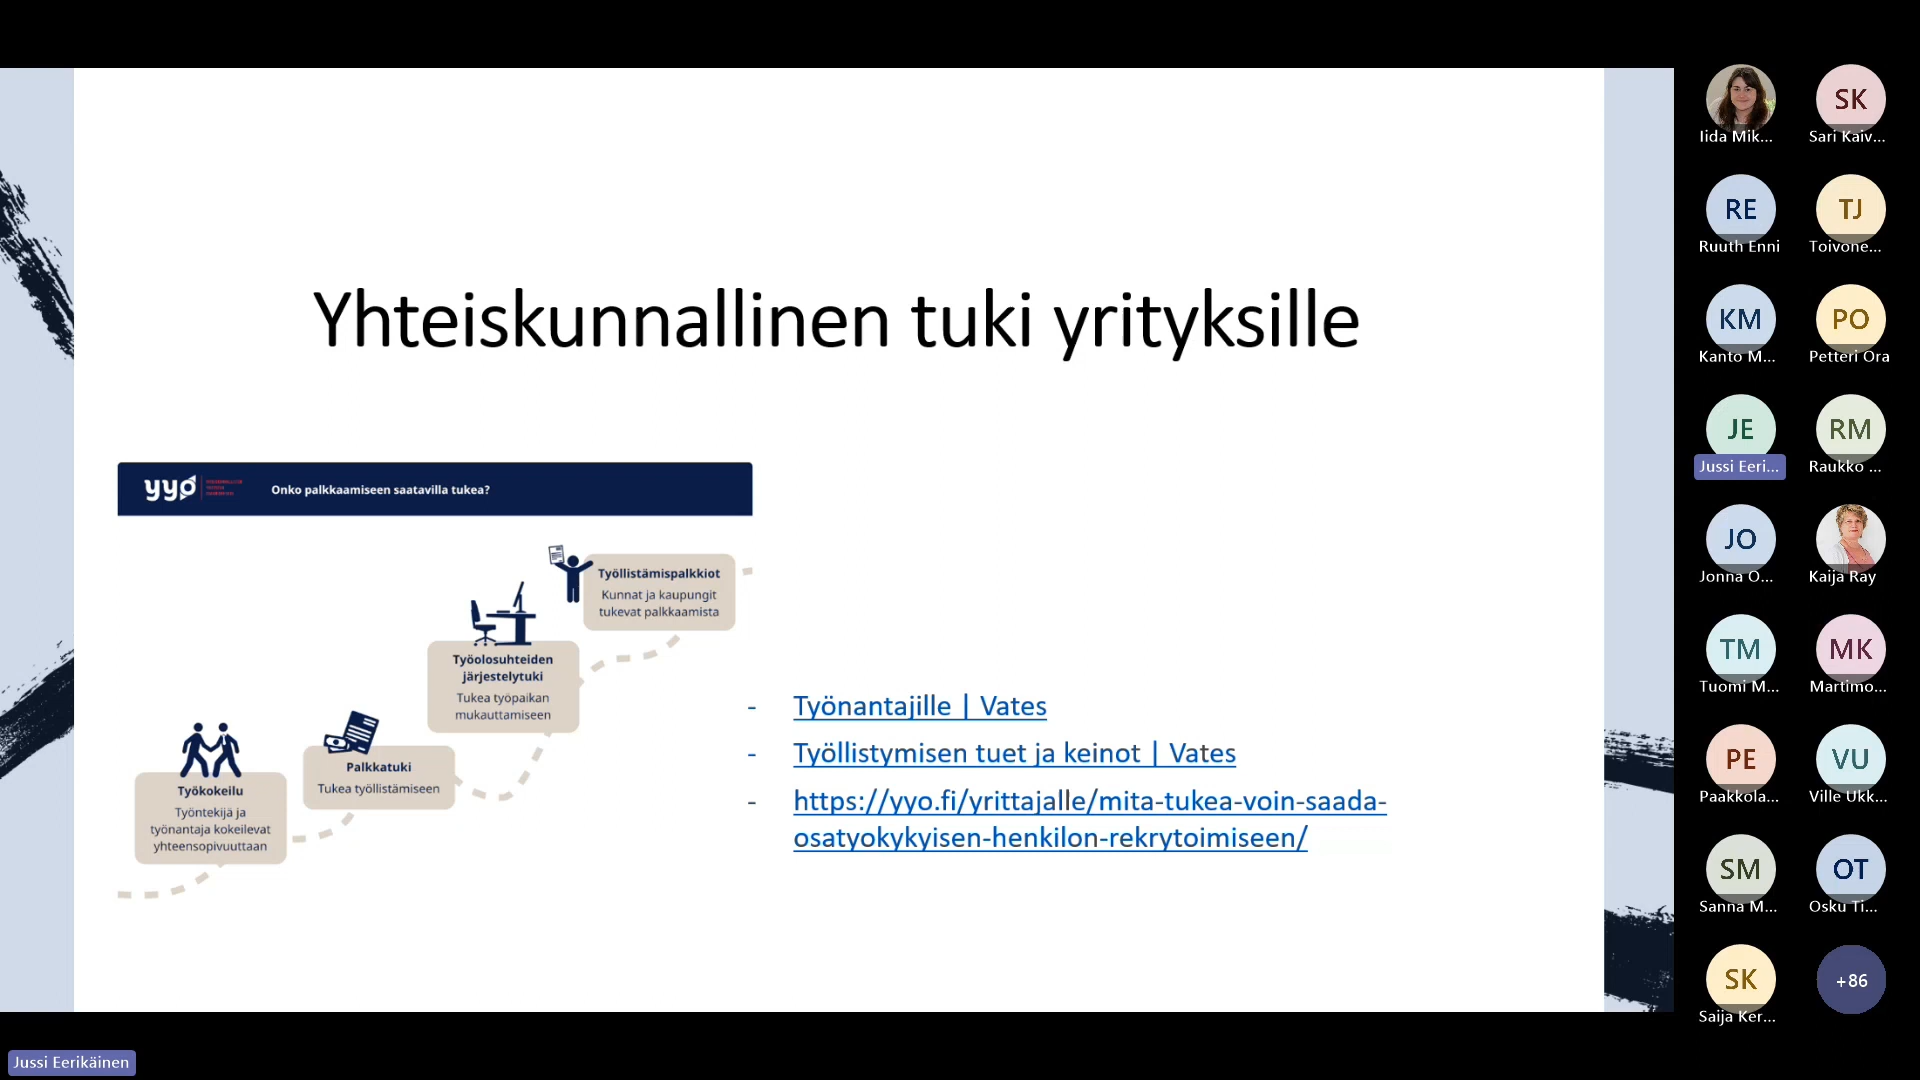 Yhteiskunnallinen tuki yrityksille
yyo
Onko palkkaamiseen saatavilla tukea?
Työllistämispalkkiot
Kunnat ja kaupungit
tukevat palkkaamista
Työolosuhteiden
järjestelytuki
Tukea työpaikan
mukauttamiseen
Palkkatuki
Tukea työllistämiseen
Työkokeilu
Työntekijä ja
työnantaja kokeilevat
yhteensopivuuttaan
- Työnantajille | Vates
- Työllistymisen tuet ja keinot | Vates
- https://yyo.fi/yrittajalle/mita-tukea-voin-saada-
osatyokykyisen-henkilon-rekrytoimiseen/
Iida Mik...
SK
Sari Kaiv...
RE
Ruuth Enni
TJ
Toivone...
KM
Kanto M...
PO
Petteri Ora
JE
Jussi Eeri...
RM
Raukko ...
JO
Jonna O...
Kaija Ray
TM
Tuomi M...
MK
Martimo...
PE
Paakkola...
VU
Ville Ukk...
SM
Sanna M...
OT
Osku Ti...
SK
Saija Ker...
+86
Jussi Eerikäinen